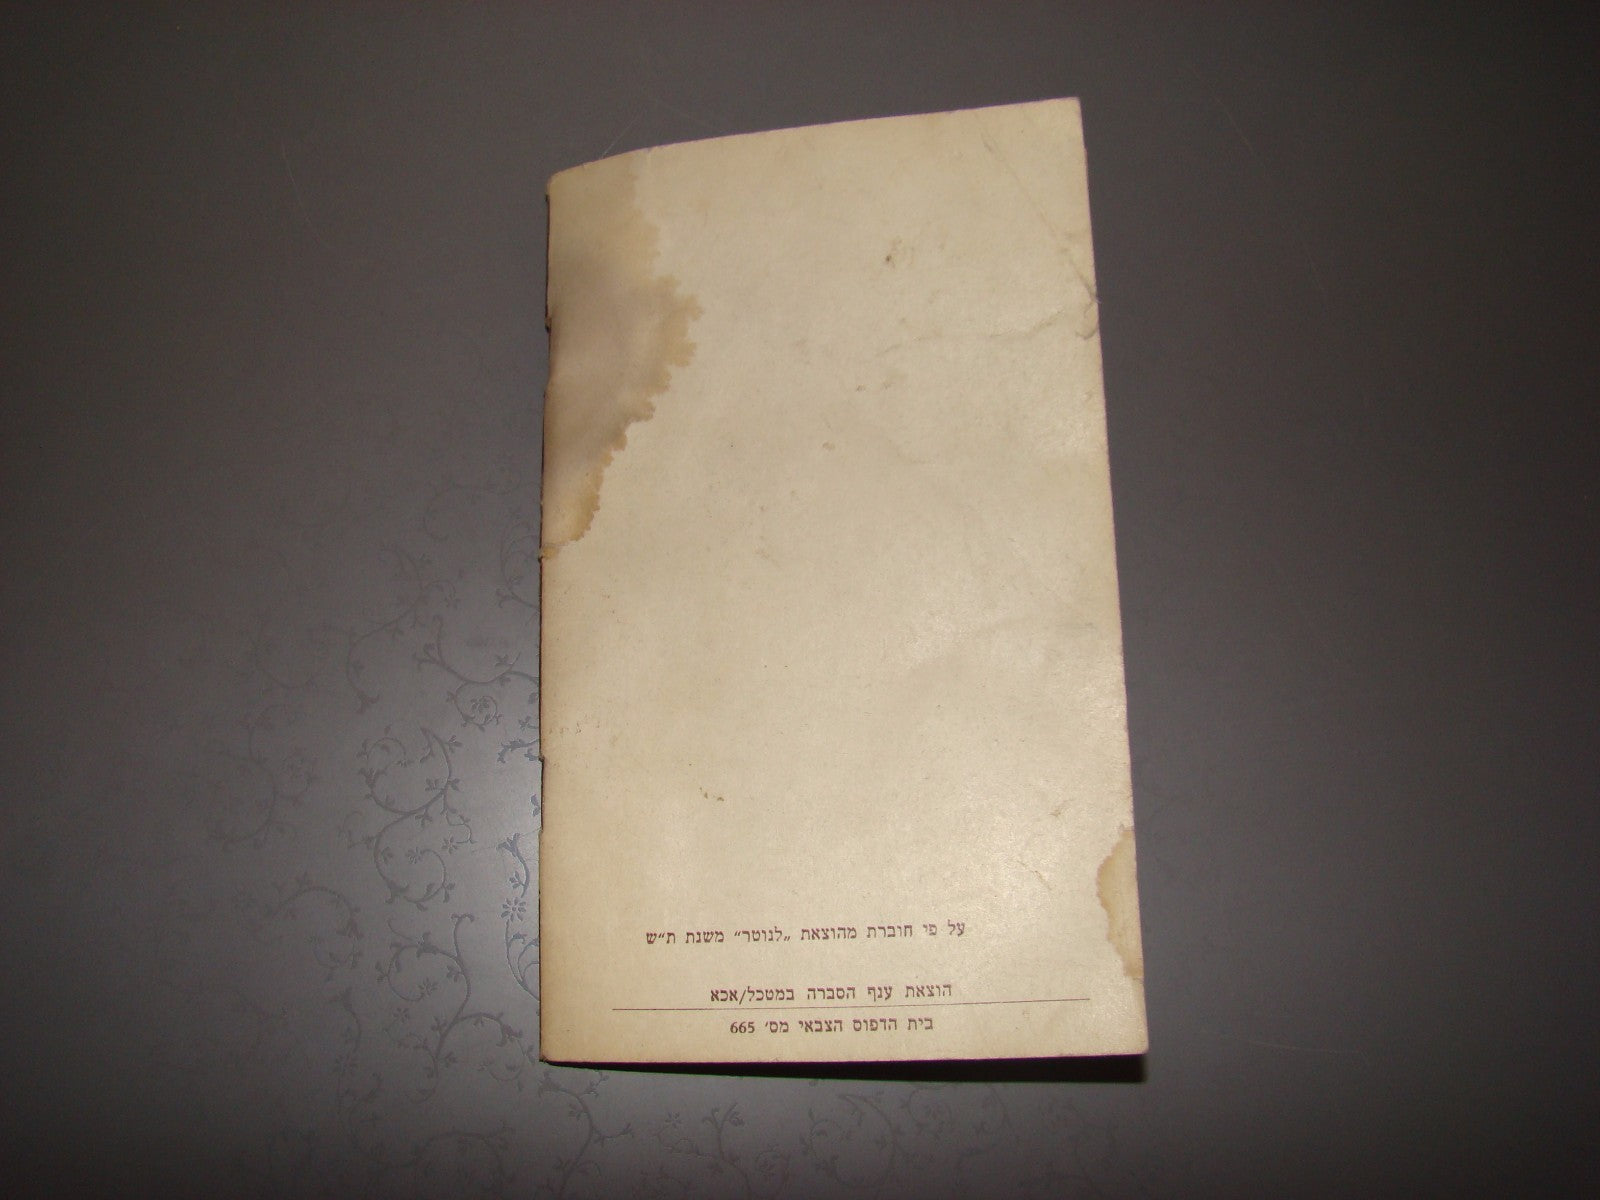 על פי חוברת מהוצאת „לנוטר״ משנת ת״ש
הוצאת ענף הסברה במטכל/אכא
בית הדפוס הצבאי מס׳ 665